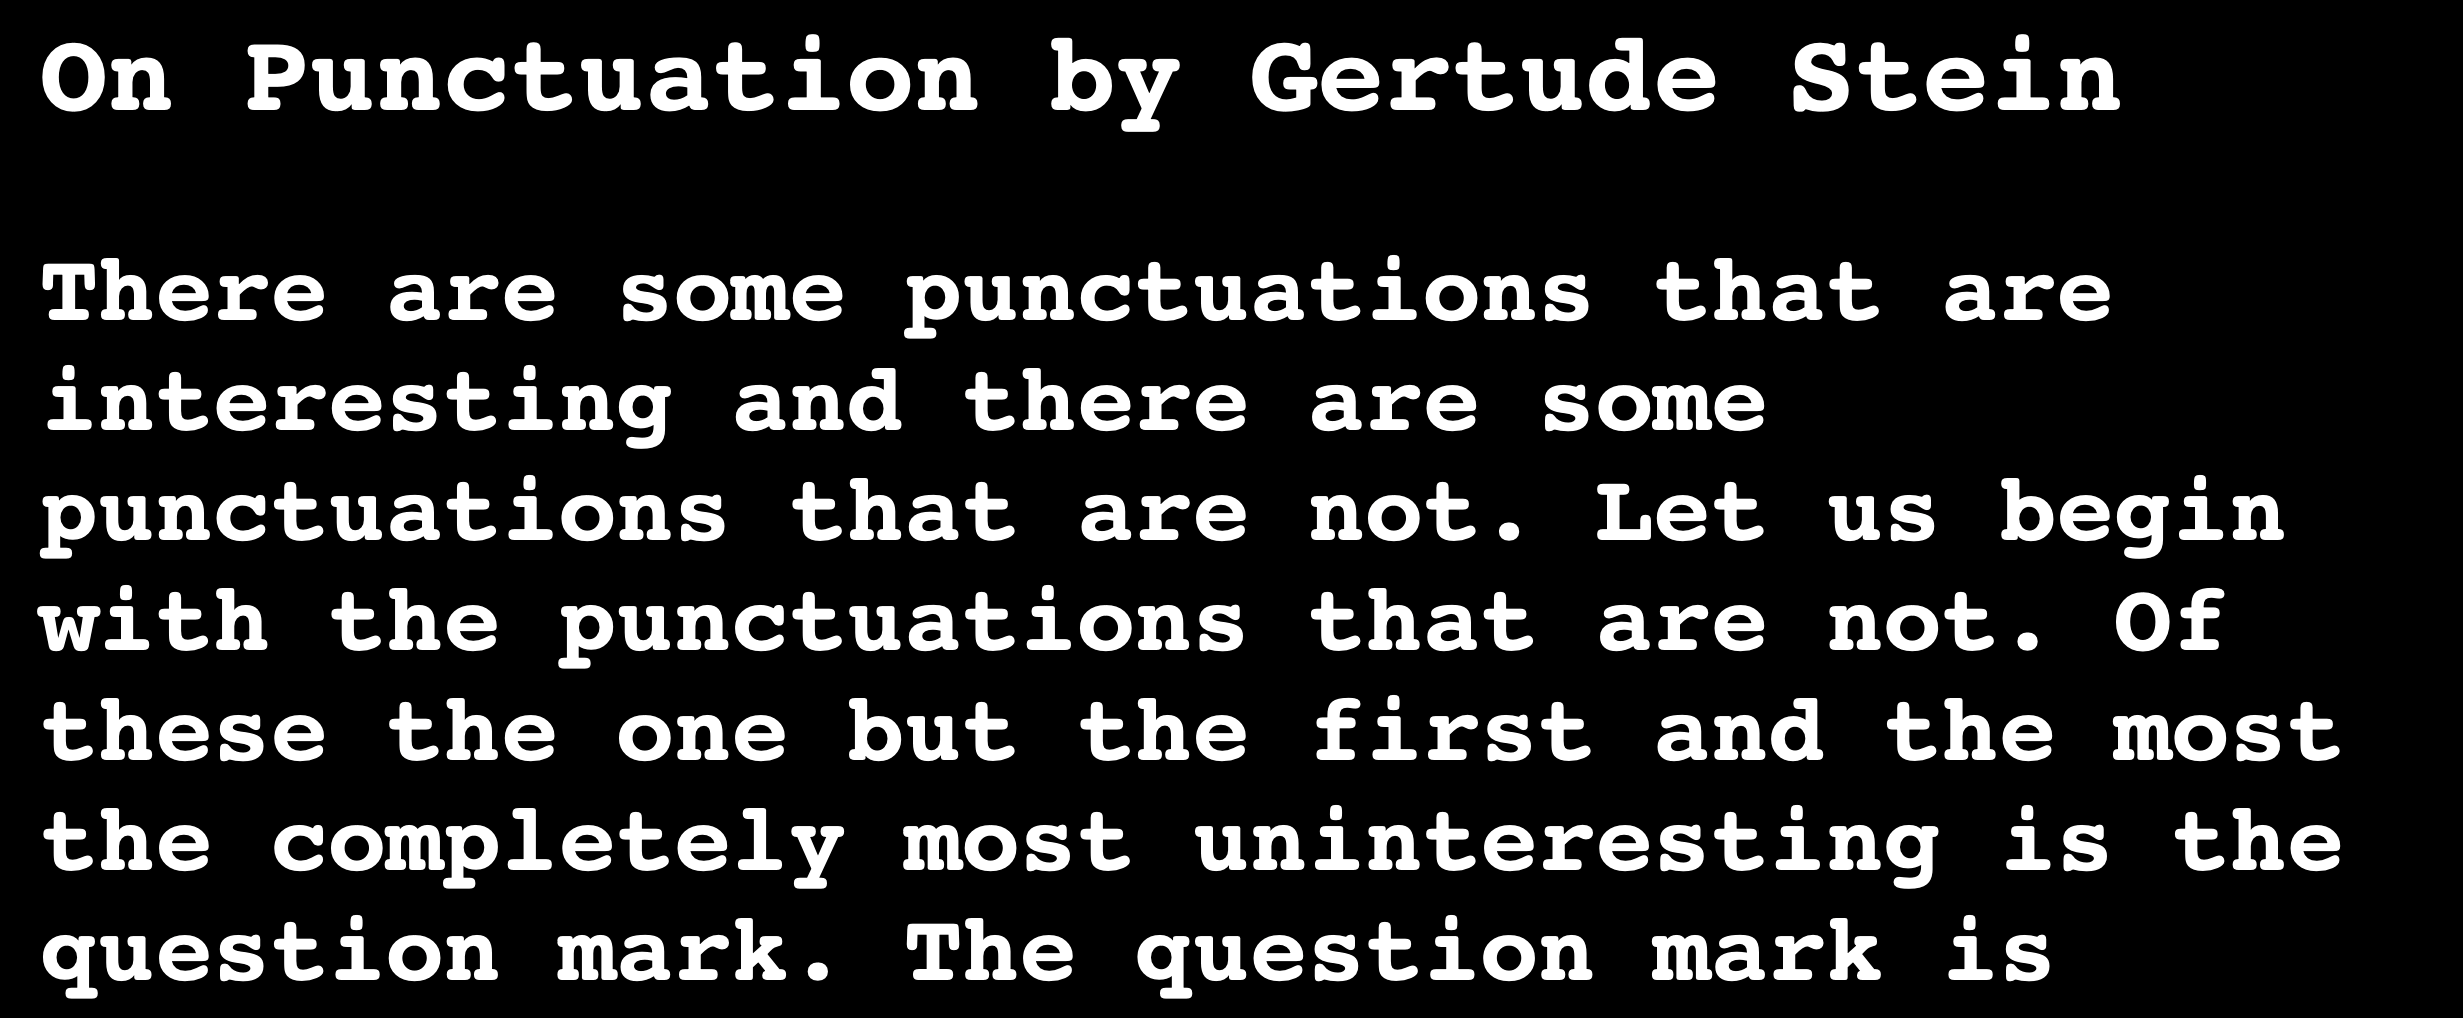 On Punctuation by Gertude Stein
There are some punctuations that are
interesting and there are some
punctuations that are not. Let us begin
with the punctuations that are not. Of
these the one but the first and the most
the completely most uninteresting is the
question mark. The question mark is